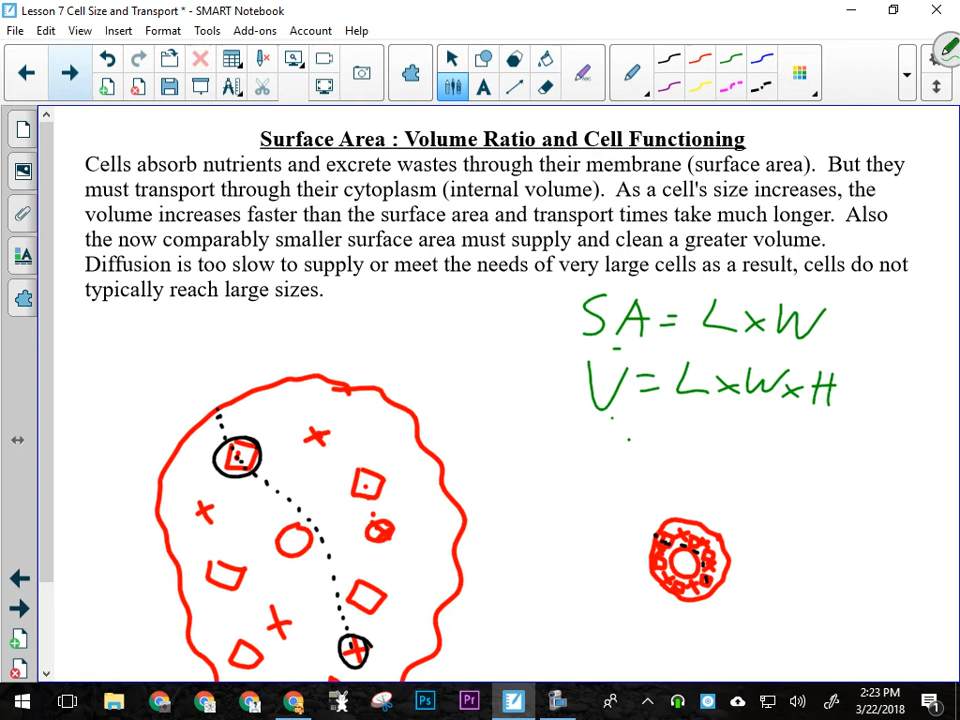 Lesson 7 Cell Size and Transport * - SMART Notebook
File Edit View Insert Format Tools Add-ons Account Help
Surface Area : Volume Ratio and Cell Functioning
Cells absorb nutrients and excrete wastes through their membrane (surface area). But they
must transport through their cytoplasm (internal volume). As a cell's size increases, the
volume increases faster than the surface area and transport times take much longer. Also
the now comparably smaller surface area must supply and clean a greater volume.
Diffusion is too slow to supply or meet the needs of very large cells as a result, cells do not
typically reach large sizes.
SA = L x W
V = L x W x H
Ps Pr
2:23 PM
3/22/2018
1